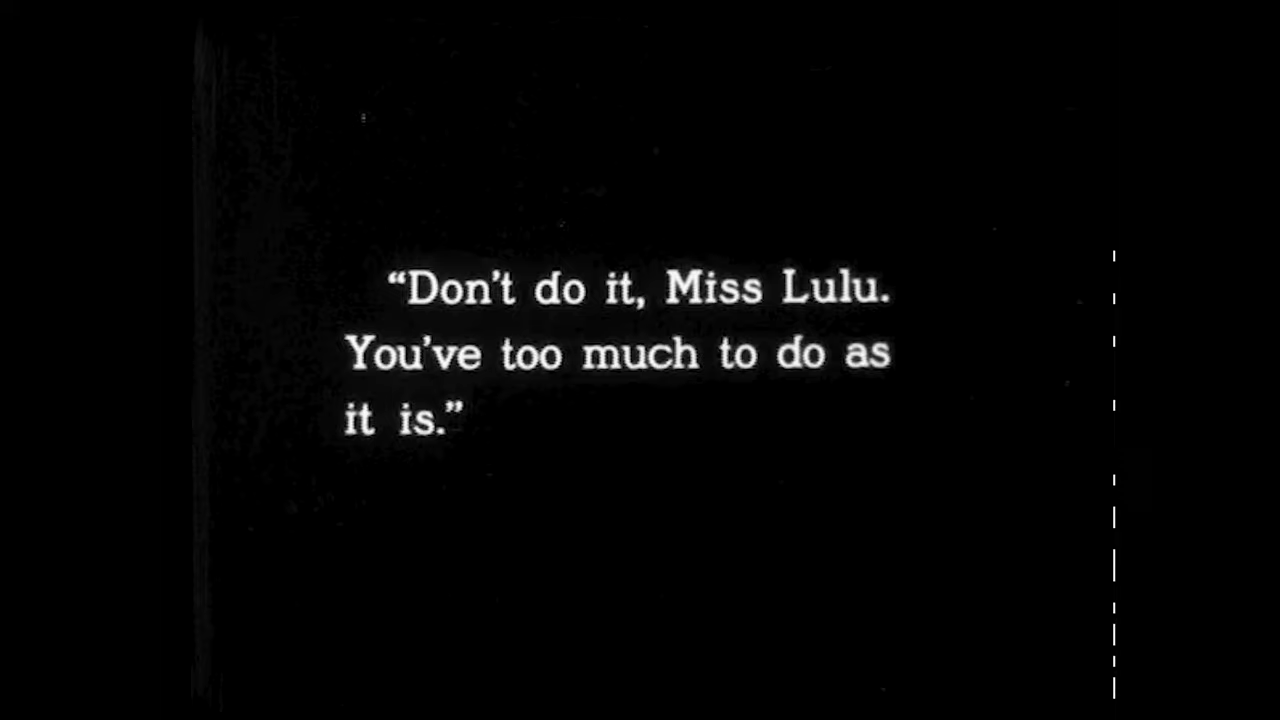 “Don’t do it, Miss Lulu.
You’ve too much to do as
it is.”